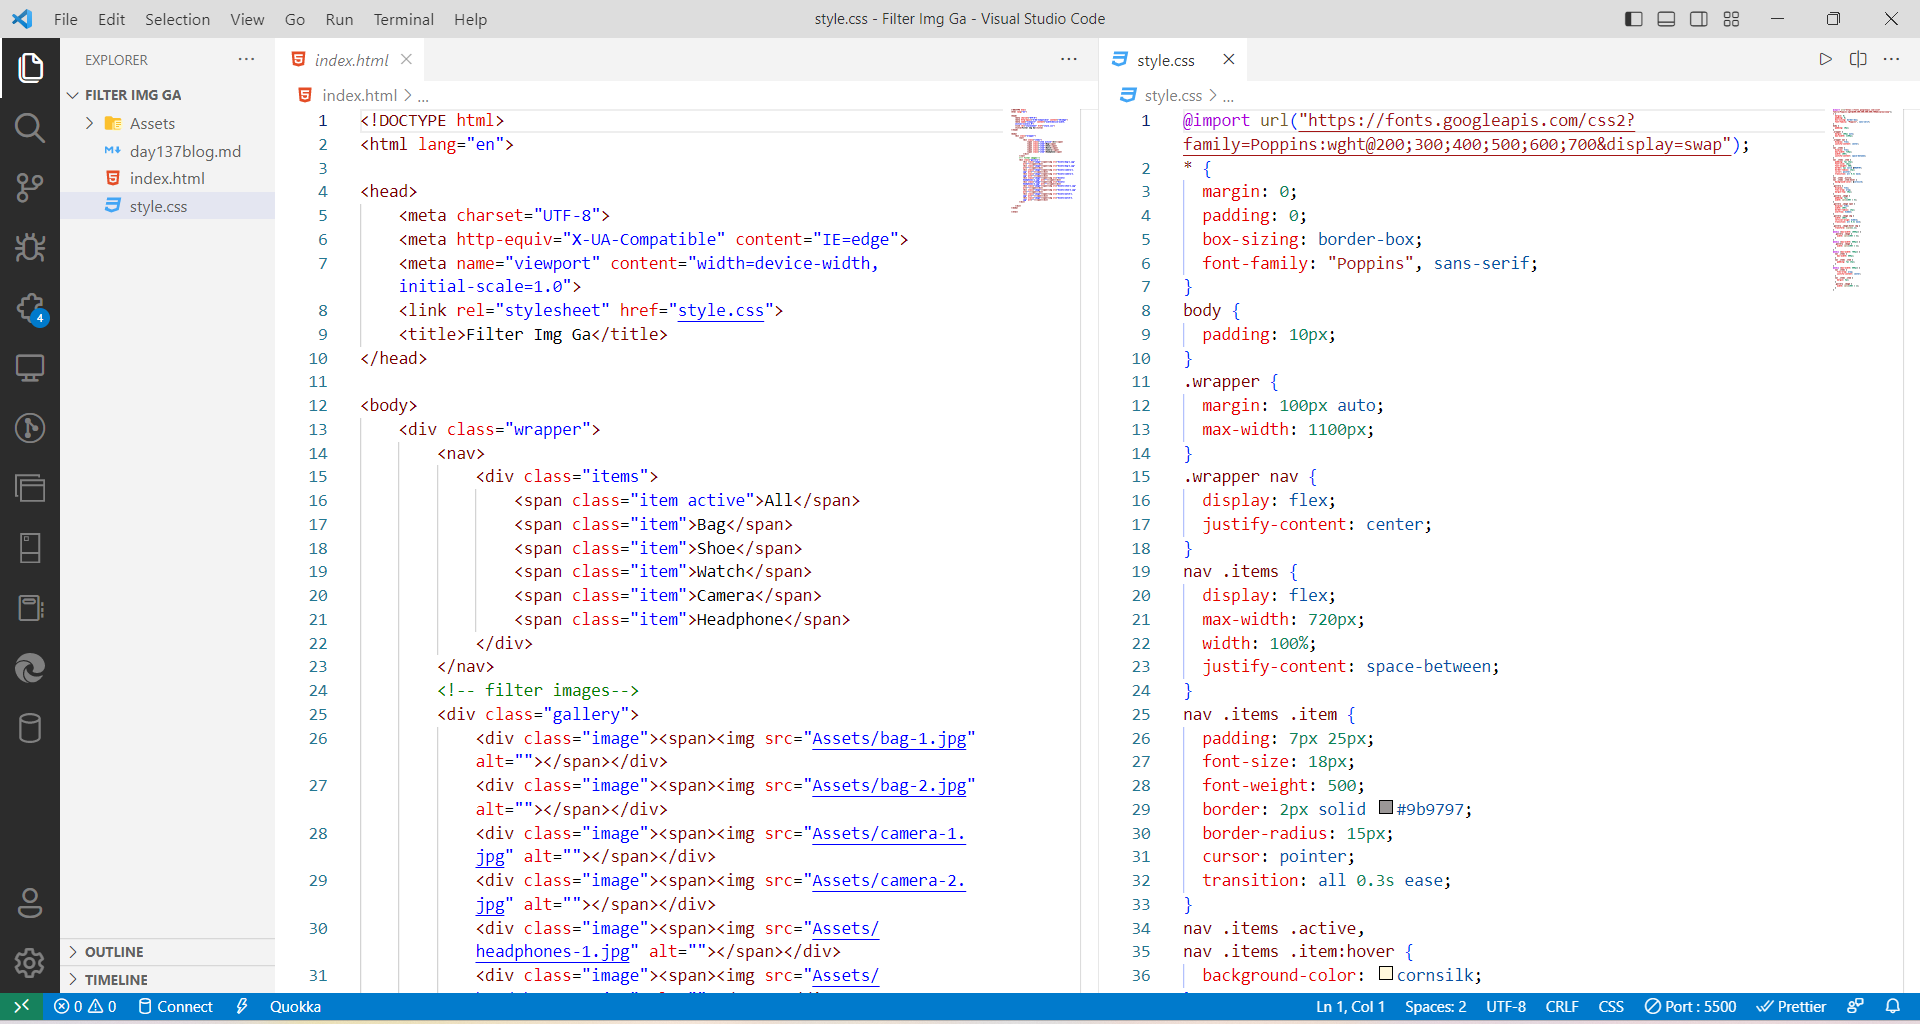 File Edit Selection View Go Run Terminal Help
style.css - Filter Img Ga - Visual Studio Code
EXPLORER
FILTER IMG GA
Assets
day137blog.md
index.html
style.css
4
OUTLINE
TIMELINE
index.html
index.html > ...
1 <!DOCTYPE html>
2 <html lang="en">
3
4 <head>
5 <meta charset="UTF-8">
6 <meta http-equiv="X-UA-Compatible" content="IE=edge">
7 <meta name="viewport" content="width=device-width,
initial-scale=1.0">
8 <link rel="stylesheet" href="style.css">
9 <title>Filter Img Ga</title>
10 </head>
11
12 <body>
13 <div class="wrapper">
14 <nav>
15 <div class="items">
16 <span class="item active">All</span>
17 <span class="item">Bag</span>
18 <span class="item">Shoe</span>
19 <span class="item">Watch</span>
20 <span class="item">Camera</span>
21 <span class="item">Headphone</span>
22 </div>
23 </nav>
24 <!-- filter images-->
25 <div class="gallery">
26 <div class="image"><span><img src="Assets/bag-1.jpg"
alt=""></span></div>
27 <div class="image"><span><img src="Assets/bag-2.jpg"
alt=""></span></div>
28 <div class="image"><span><img src="Assets/camera-1.
jpg" alt=""></span></div>
29 <div class="image"><span><img src="Assets/camera-2.
jpg" alt=""></span></div>
30 <div class="image"><span><img src="Assets/
headphones-1.jpg" alt=""></span></div>
31 <div class="image"><span><img src="Assets/
style.css
style.css > ...
1 @import url("https://fonts.googleapis.com/css2?
family=Poppins:wght@200;300;400;500;600;700&display=swap");
2 * {
3 margin: 0;
4 padding: 0;
5 box-sizing: border-box;
6 font-family: "Poppins", sans-serif;
7 }
8 body {
9 padding: 10px;
10 }
11 .wrapper {
12 margin: 100px auto;
13 max-width: 1100px;
14 }
15 .wrapper nav {
16 display: flex;
17 justify-content: center;
18 }
19 nav .items {
20 display: flex;
21 max-width: 720px;
22 width: 100%;
23 justify-content: space-between;
24 }
25 nav .items .item {
26 padding: 7px 25px;
27 font-size: 18px;
28 font-weight: 500;
29 border: 2px solid #9b9797;
30 border-radius: 15px;
31 cursor: pointer;
32 transition: all 0.3s ease;
33 }
34 nav .items .active,
35 nav .items .item:hover {
36 background-color: cornsilk;
0 0 Connect Quokka
Ln 1, Col 1 Spaces: 2 UTF-8 CRLF CSS Port : 5500 Prettier